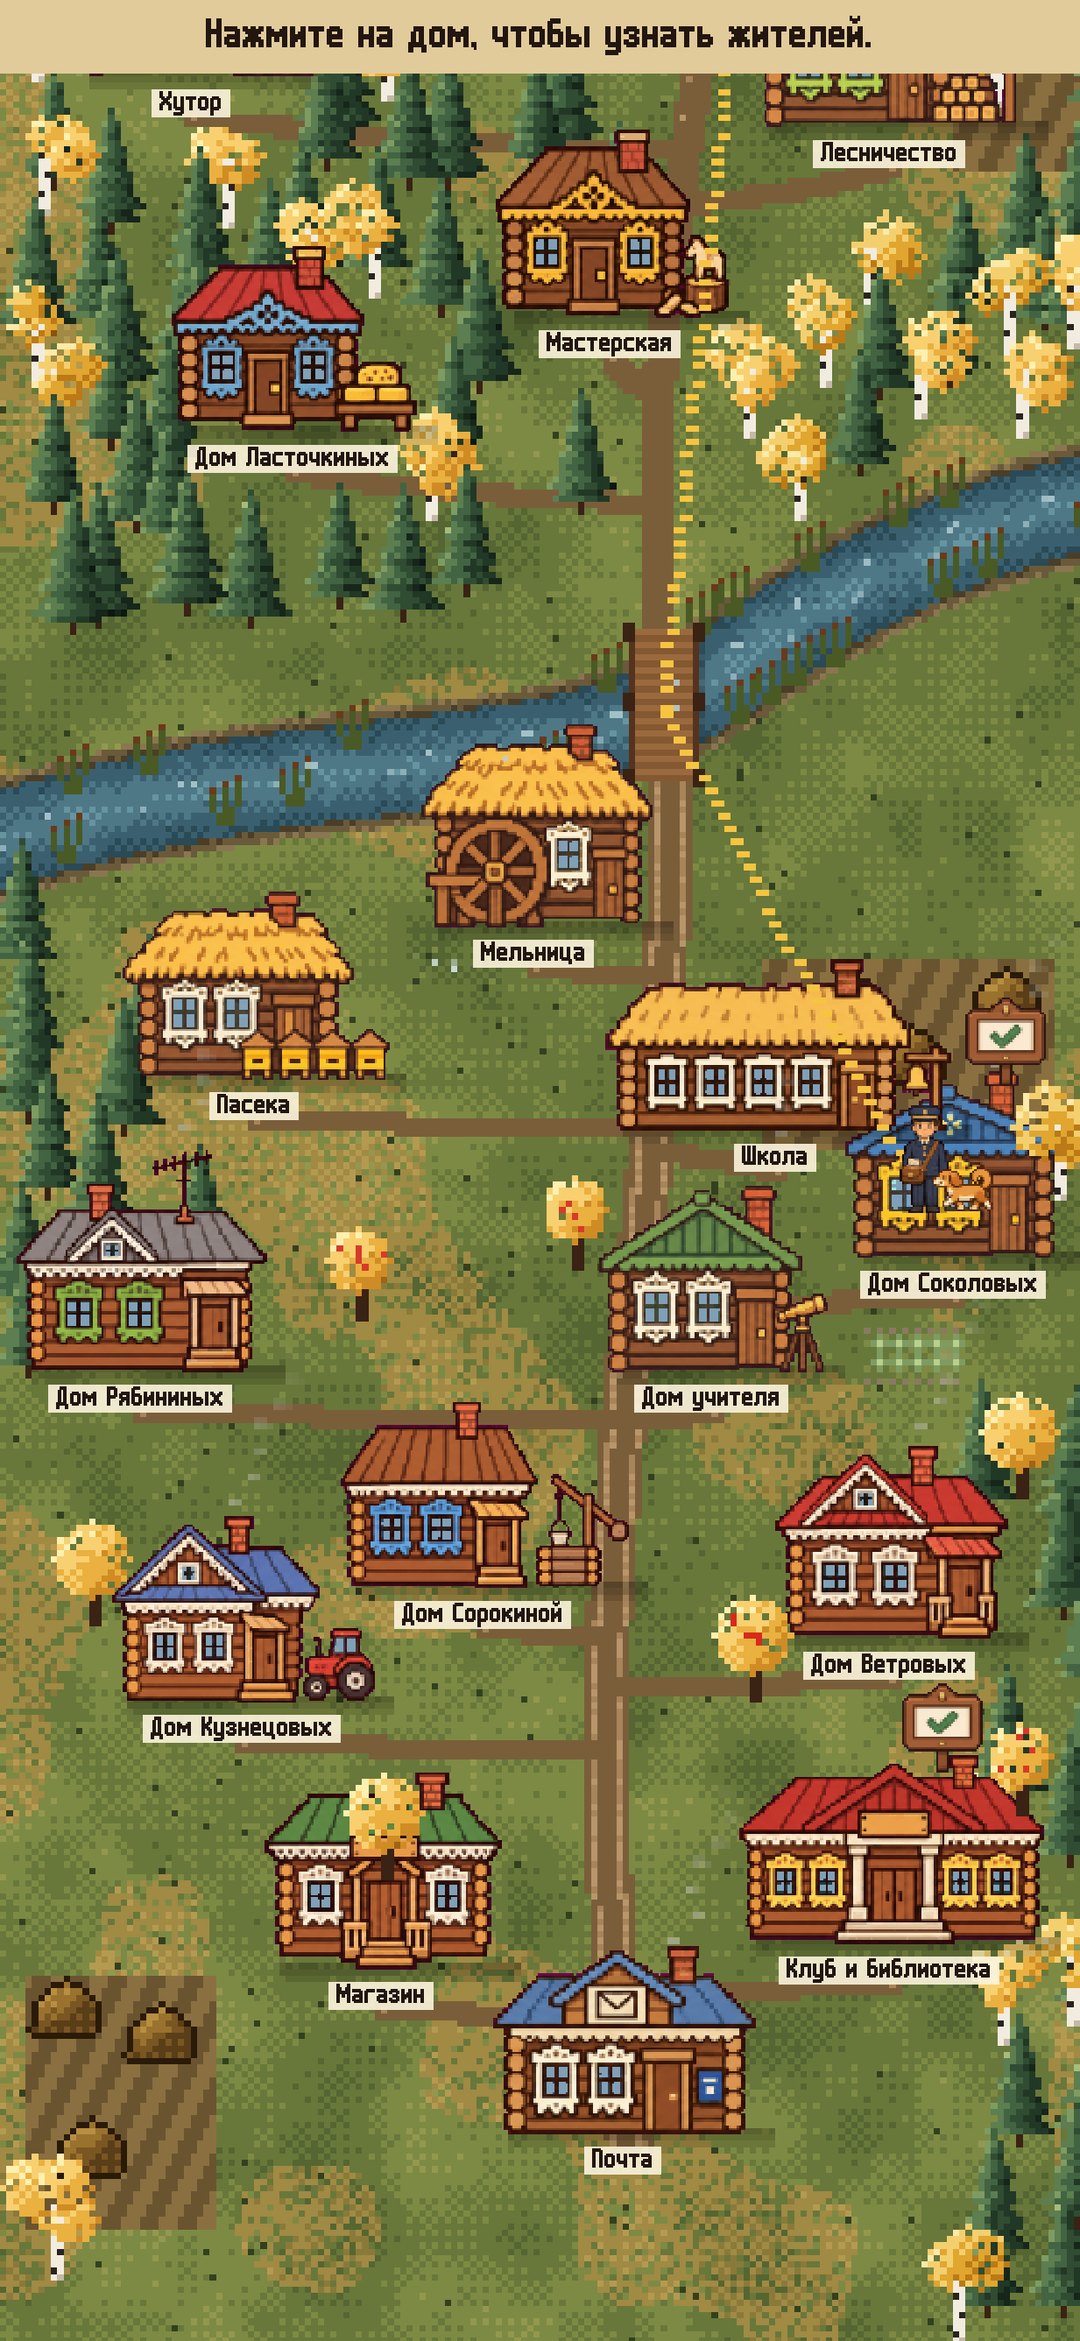 Нажмите на дом, чтобы узнать жителей.
Хутор
Лесничество
Мастерская
Дом Ласточкиных
Мельница
Пасека
Школа
Дом Соколовых
Дом Рябининых
Дом учителя
Дом Сорокиной
Дом Ветровых
Дом Кузнецовых
Клуб и библиотека
Магазин
Почта